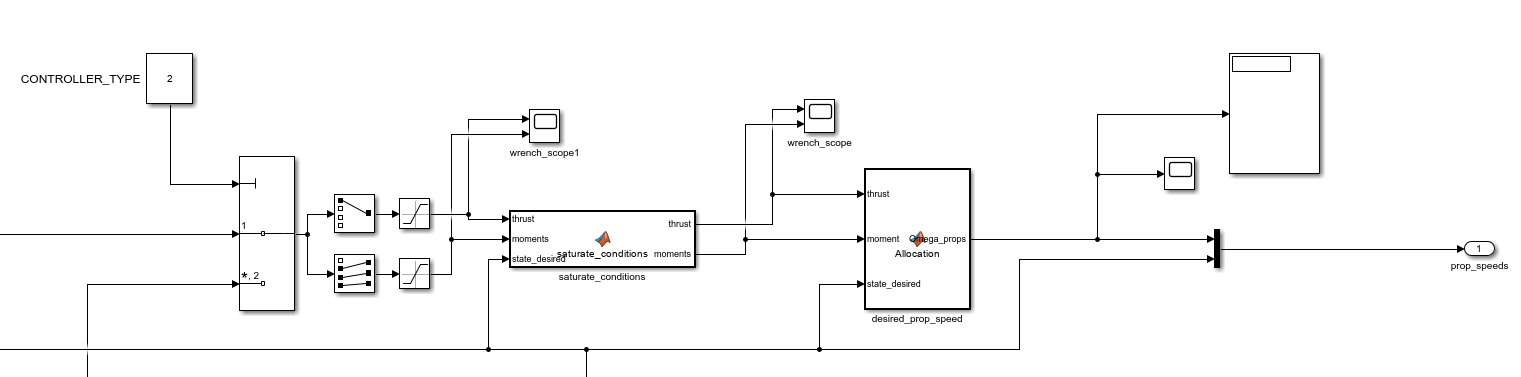 CONTROLLER_TYPE
2
1
*, 2
wrench_scope1
thrust
moments
state_desired
saturate_conditions
thrust
moments
saturate_conditions
wrench_scope
thrust
moment
state_desired
Omega_props
Allocation
desired_prop_speed
1
prop_speeds